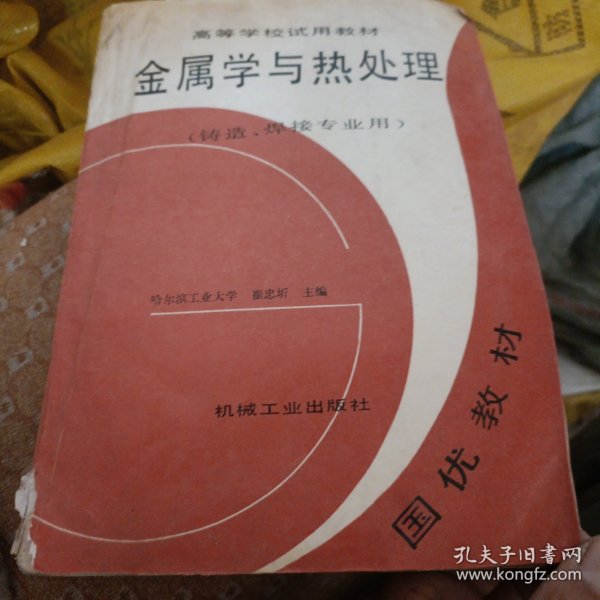 高等学校试用教材
金属学与热处理
(铸造、焊接专业用)
哈尔滨工业大学 崔忠圻 主编
机械工业出版社
国优教材
防
孔夫子旧书网
www.kongfz.com